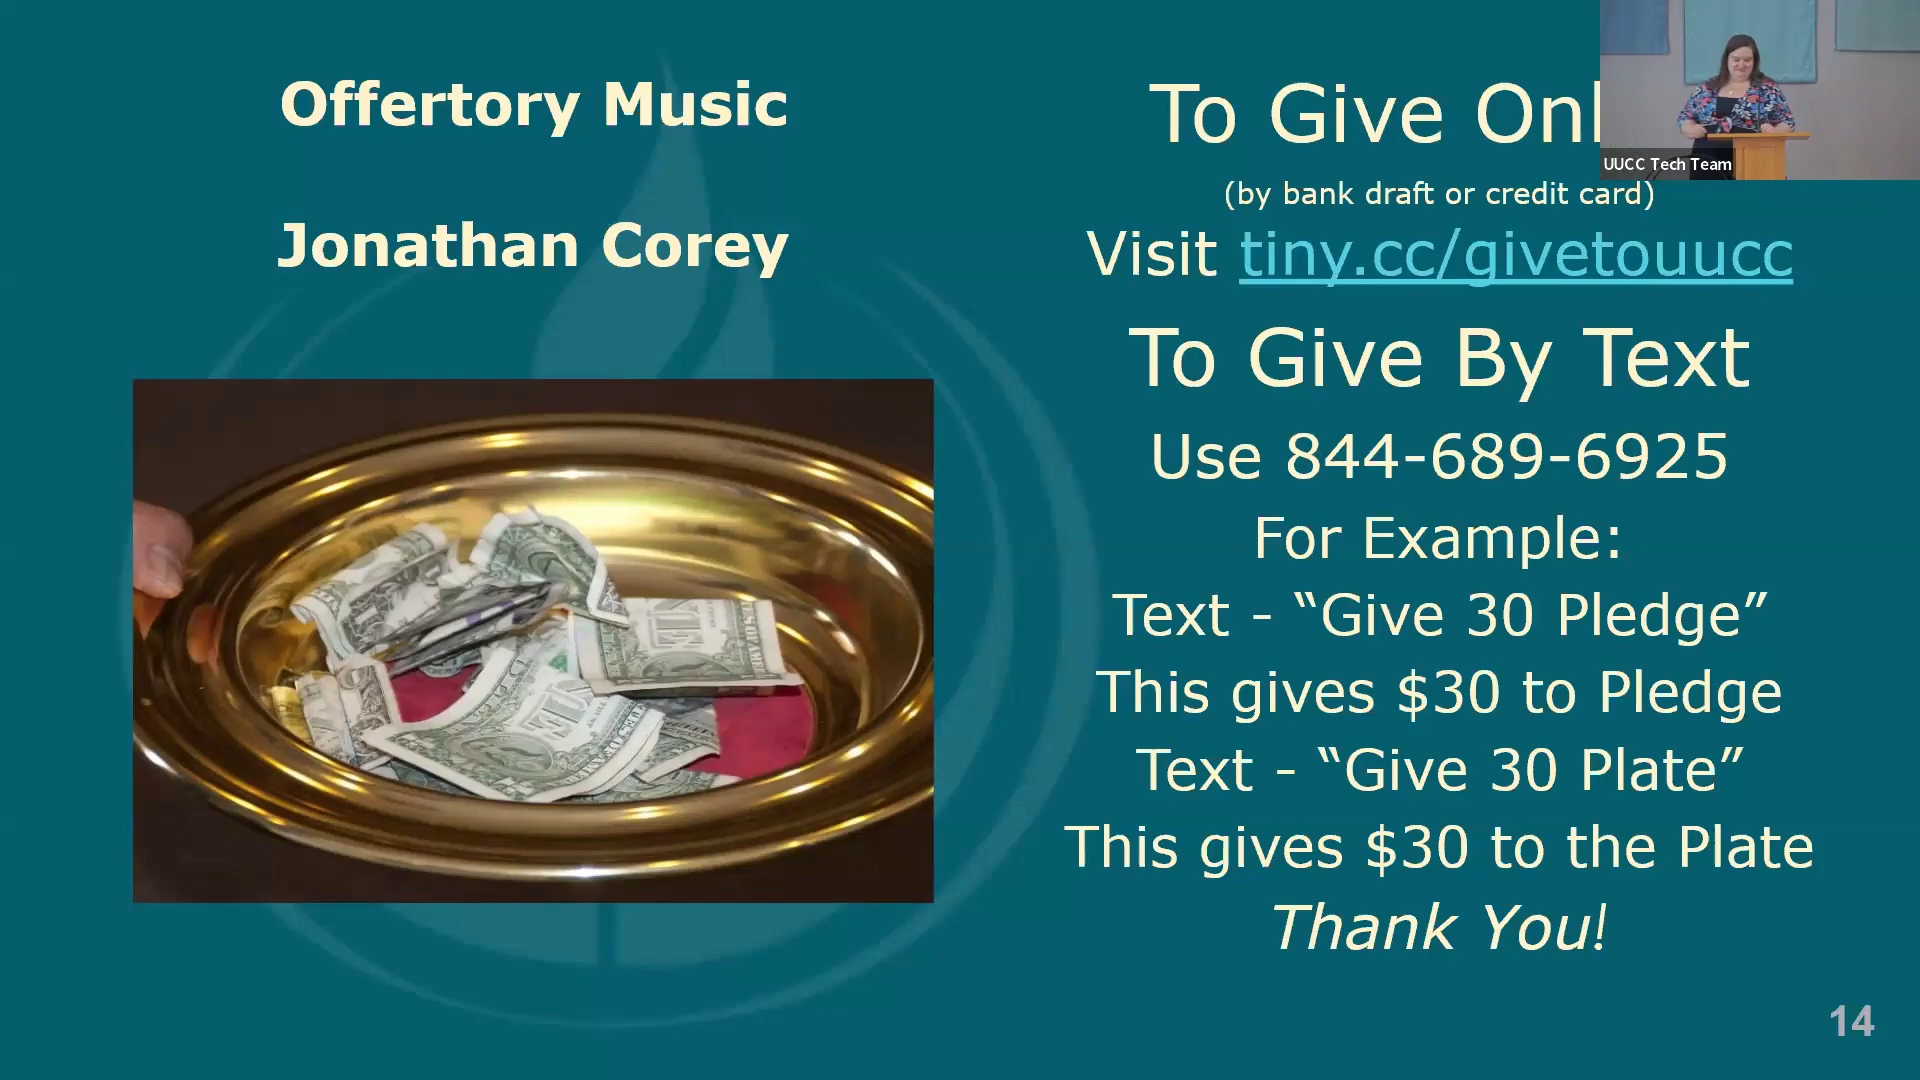 Offertory Music
Jonathan Corey
To Give
(by bank draft or credit card)
Visit tiny.cc/givetouucc
To Give By Text
Use 844-689-6925
For Example:
Text - “Give 30 Pledge”
This gives $30 to Pledge
Text - “Give 30 Plate”
This gives $30 to the Plate
Thank You!
UUCC Tech Team
14